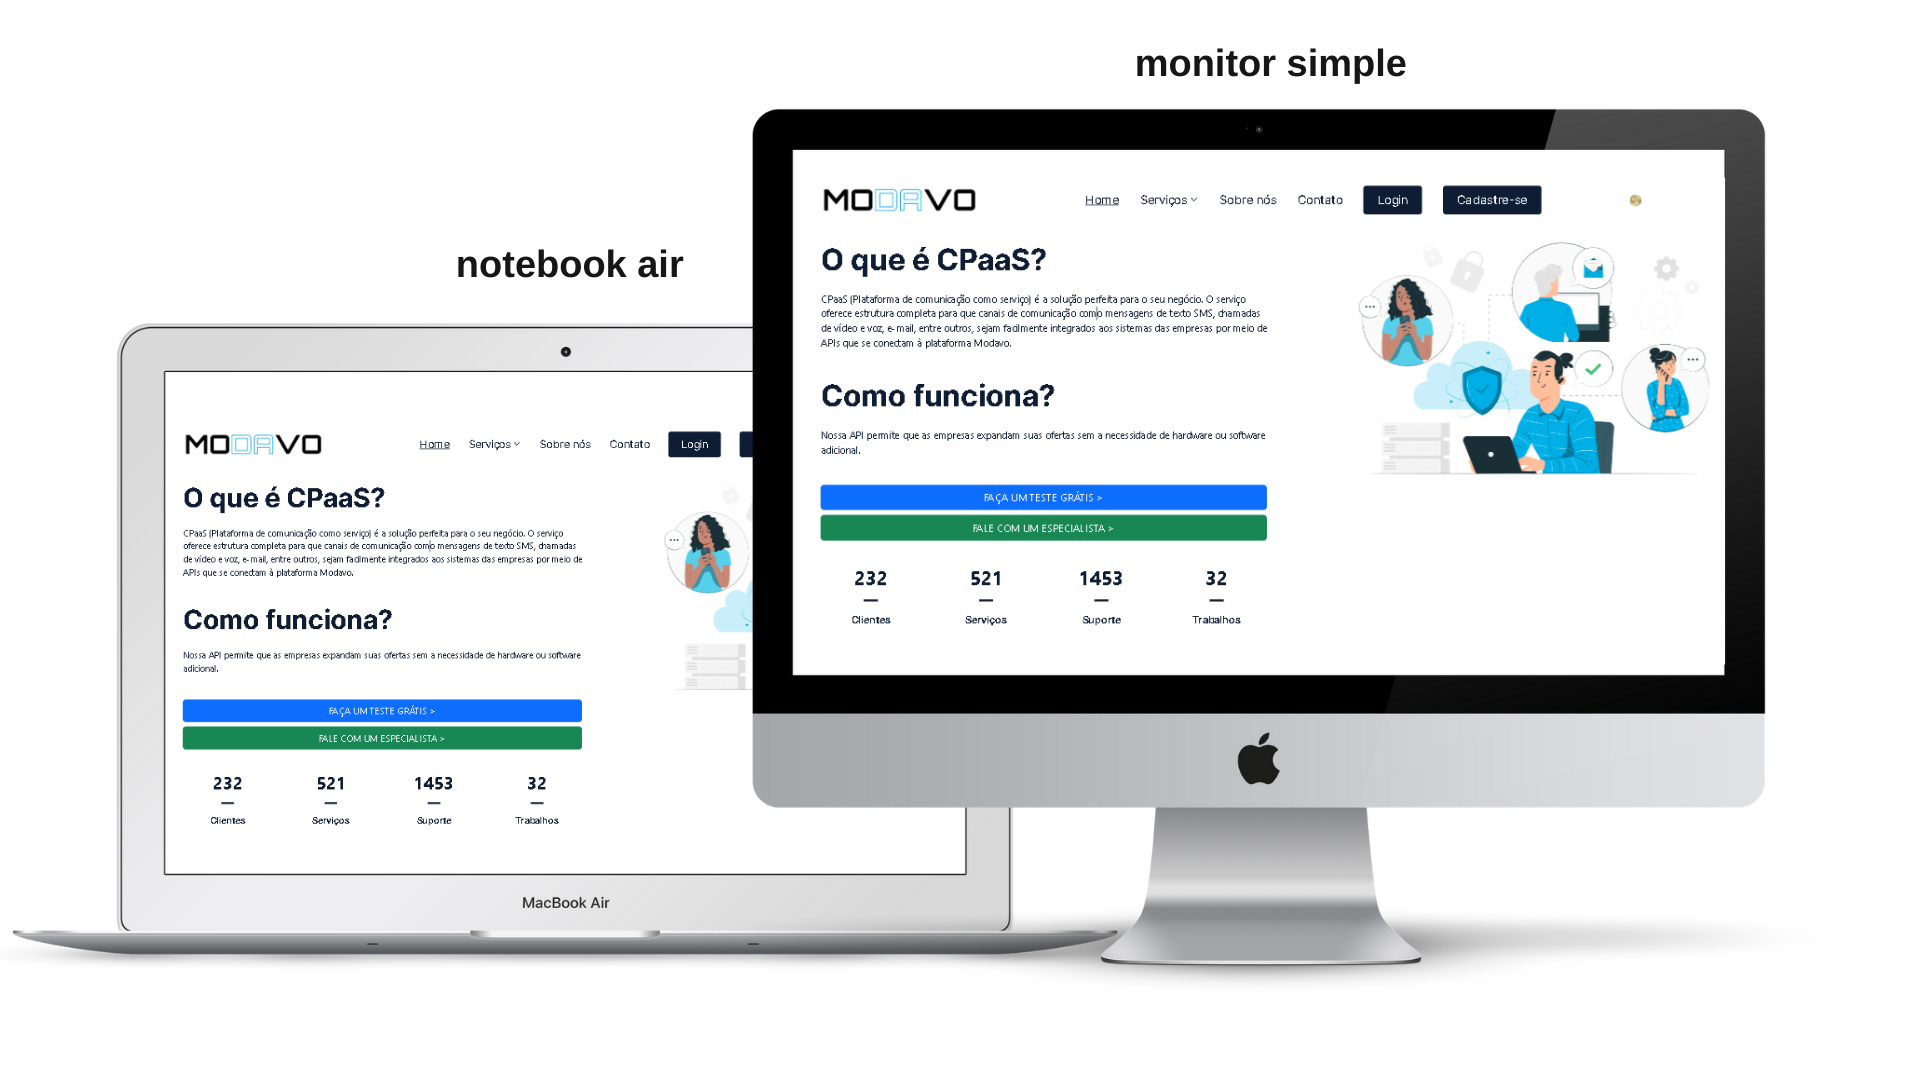 monitor simple
MODAVO
Home
Serviços
Sobre nós
Contato
Login
Cadastre-se
O que é CPaaS?
CPaaS (Plataforma de comunicação como serviço) é a solução perfeita para o seu negócio. O serviço
oferece estrutura completa para que canais de comunicação como mensagens de texto SMS, chamadas
de vídeo e voz, e-mail, entre outros, sejam facilmente integrados aos sistemas das empresas por meio de
APIs que se conectam à plataforma Modavo.
Como funciona?
Nossa API permite que as empresas expandam suas ofertas sem a necessidade de hardware ou software
adicional.
FAÇA UM TESTE GRÁTIS >
FALE COM UM ESPECIALISTA >
232
521
1453
32
Clientes
Serviços
Suporte
Trabalhos
notebook air
MODAVO
Home
Serviços
Sobre nós
Contato
Login
O que é CPaaS?
CPaaS (Plataforma de comunicação como serviço) é a solução perfeita para o seu negócio. O serviço
oferece estrutura completa para que canais de comunicação como mensagens de texto SMS, chamadas
de vídeo e voz, e-mail, entre outros, sejam facilmente integrados aos sistemas das empresas por meio de
APIs que se conectam à plataforma Modavo.
Como funciona?
Nossa API permite que as empresas expandam suas ofertas sem a necessidade de hardware ou software
adicional.
FAÇA UM TESTE GRÁTIS >
FALE COM UM ESPECIALISTA >
232
521
1453
32
Clientes
Serviços
Suporte
Trabalhos
MacBook Air